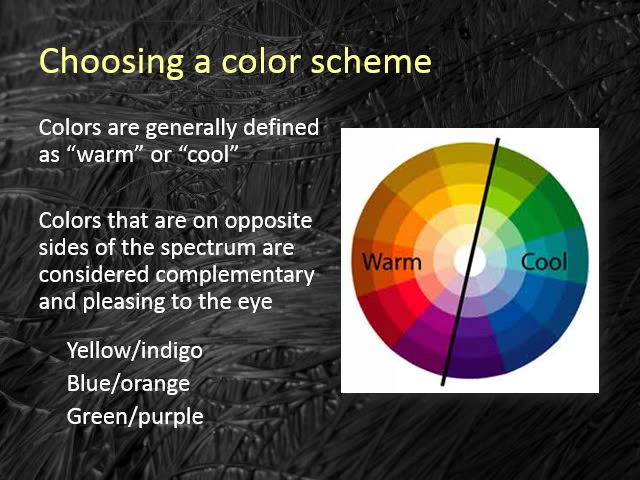 Choosing a color scheme
Colors are generally defined
as “warm” or “cool”
Colors that are on opposite
sides of the spectrum are
considered complementary
and pleasing to the eye
Yellow/indigo
Blue/orange
Green/purple
Warm
Cool